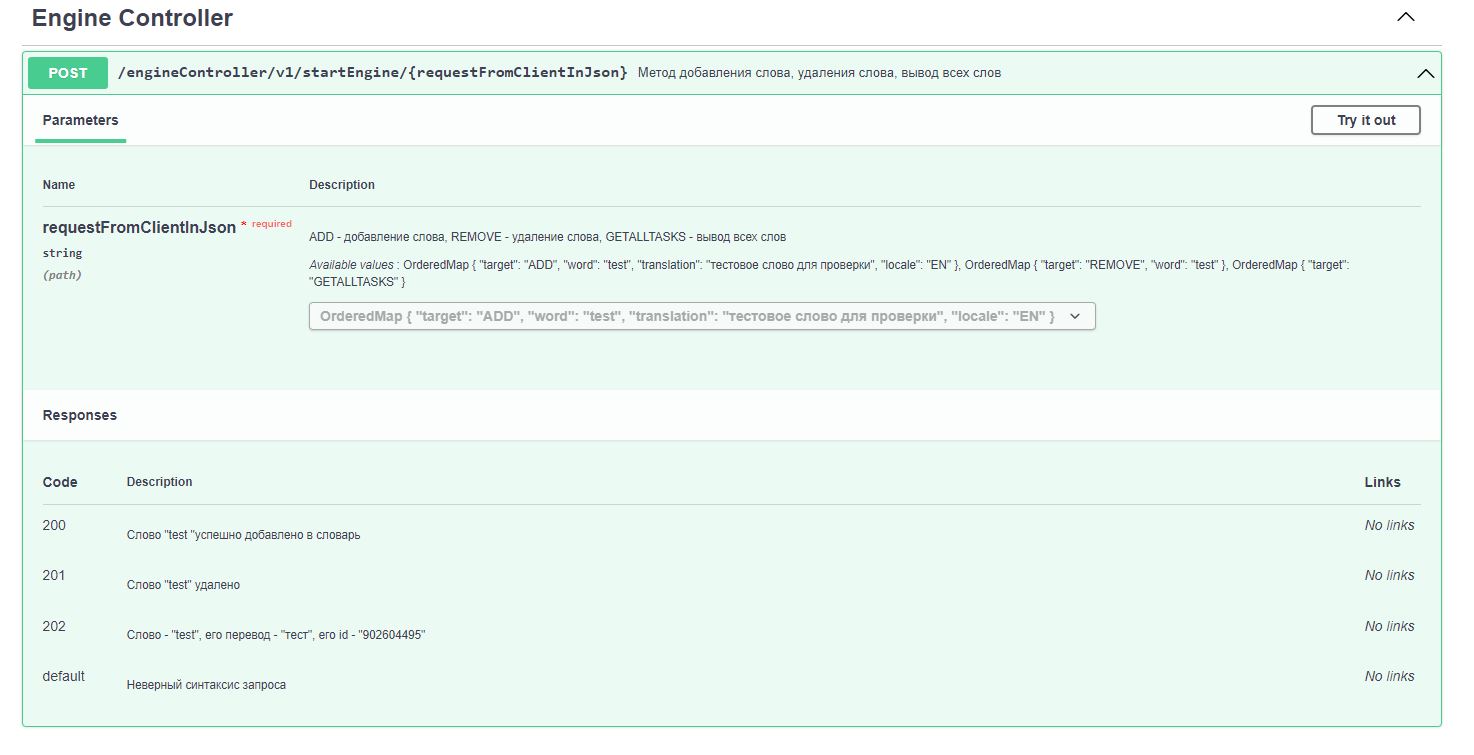 Engine Controller
POST /engineController/v1/startEngine/{requestFromClientInJson} Метод добавления слова, удаления слова, вывод всех слов
Parameters
Try it out
Name Description
requestFromClientInJson * required
string
(path)
ADD - добавление слова, REMOVE - удаление слова, GETALLTASKS - вывод всех слов
Available values : OrderedMap { "target": "ADD", "word": "test", "translation": "тестовое слово для проверки", "locale": "EN" }, OrderedMap { "target": "REMOVE", "word": "test" }, OrderedMap { "target":
"GETALLTASKS" }
OrderedMap { "target": "ADD", "word": "test", "translation": "тестовое слово для проверки", "locale": "EN" }
Responses
Code Description Links
200 Слово "test "успешно добавлено в словарь No links
201 Слово "test" удалено No links
202 Слово - "test", его перевод - "тест", его id - "902604495" No links
default Неверный синтаксис запроса No links